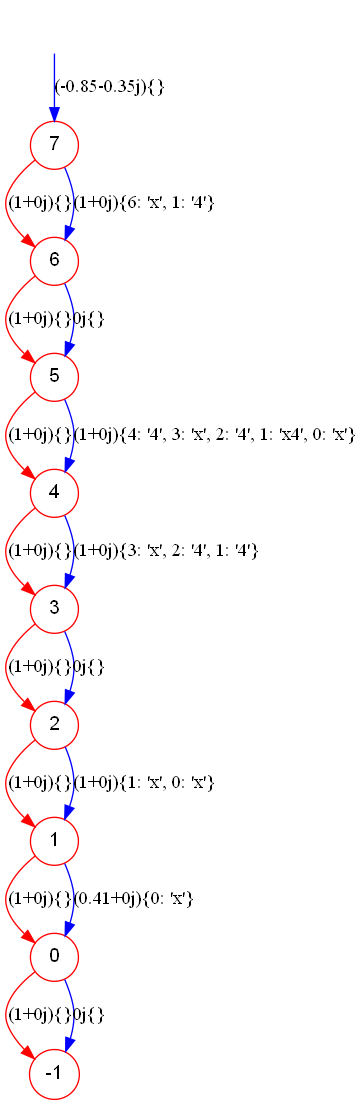 (-0.85-0.35j){}
7
(1+0j){}(1+0j){6: 'x', 1: '4'}
6
(1+0j){}0j{}
5
(1+0j){}(1+0j){4: '4', 3: 'x', 2: '4', 1: 'x4', 0: 'x'}
4
(1+0j){}(1+0j){3: 'x', 2: '4', 1: '4'}
3
(1+0j){}0j{}
2
(1+0j){}(1+0j){1: 'x', 0: 'x'}
1
(1+0j){}(0.41+0j){0: 'x'}
0
(1+0j){}0j{}
-1